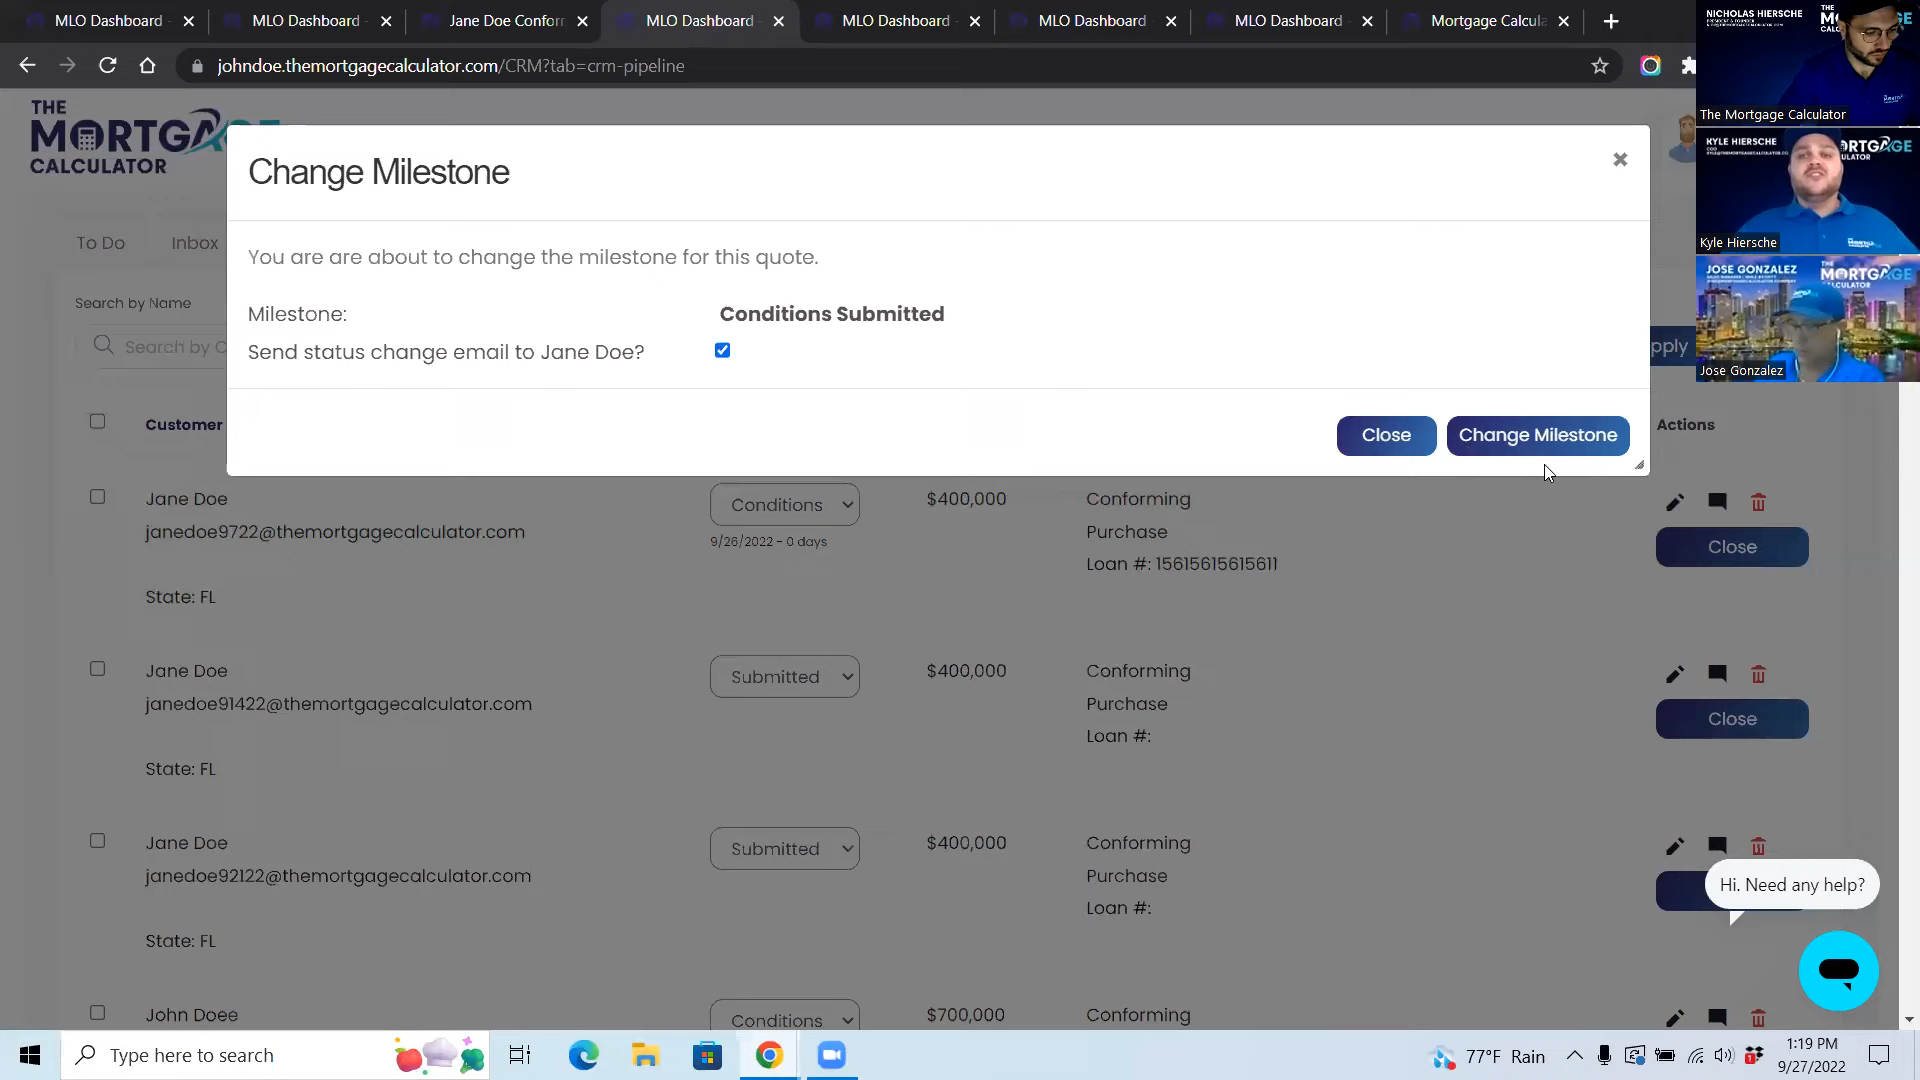 MLO Dashboard
MLO Dashboard
Jane Doe Confor
MLO Dashboard
MLO Dashboard
MLO Dashboard
MLO Dashboard
Mortgage Calcula
johndoe.themortgagecalculator.com/CRM?tab=crm-pipeline
NICHOLAS HIERSCHE
The Mortgage Calculator
KYLE HIERSCHE
COO
Kyle Hiersche
JOSE GONZALEZ
THE
MORTGAGE
CALCULATOR
Jose Gonzalez
THE
MORTGAGE
CALCULATOR
Change Milestone
You are are about to change the milestone for this quote.
Milestone: Conditions Submitted
Send status change email to Jane Doe?
Close Change Milestone
To Do Inbox
Search by Name
Search by C
pply
Customer Actions
Jane Doe Conditions $400,000 Conforming
janedoe9722@themortgagecalculator.com 9/26/2022 - 0 days Purchase Close
Loan #: 15615615615611
State: FL
Jane Doe Submitted $400,000 Conforming
janedoe91422@themortgagecalculator.com Purchase Close
Loan #:
State: FL
Jane Doe Submitted $400,000 Conforming
janedoe92122@themortgagecalculator.com Purchase
Loan #:
State: FL
Hi. Need any help?
John Doee Conditions $700,000 Conforming
Type here to search
77°F Rain
1:19 PM
9/27/2022